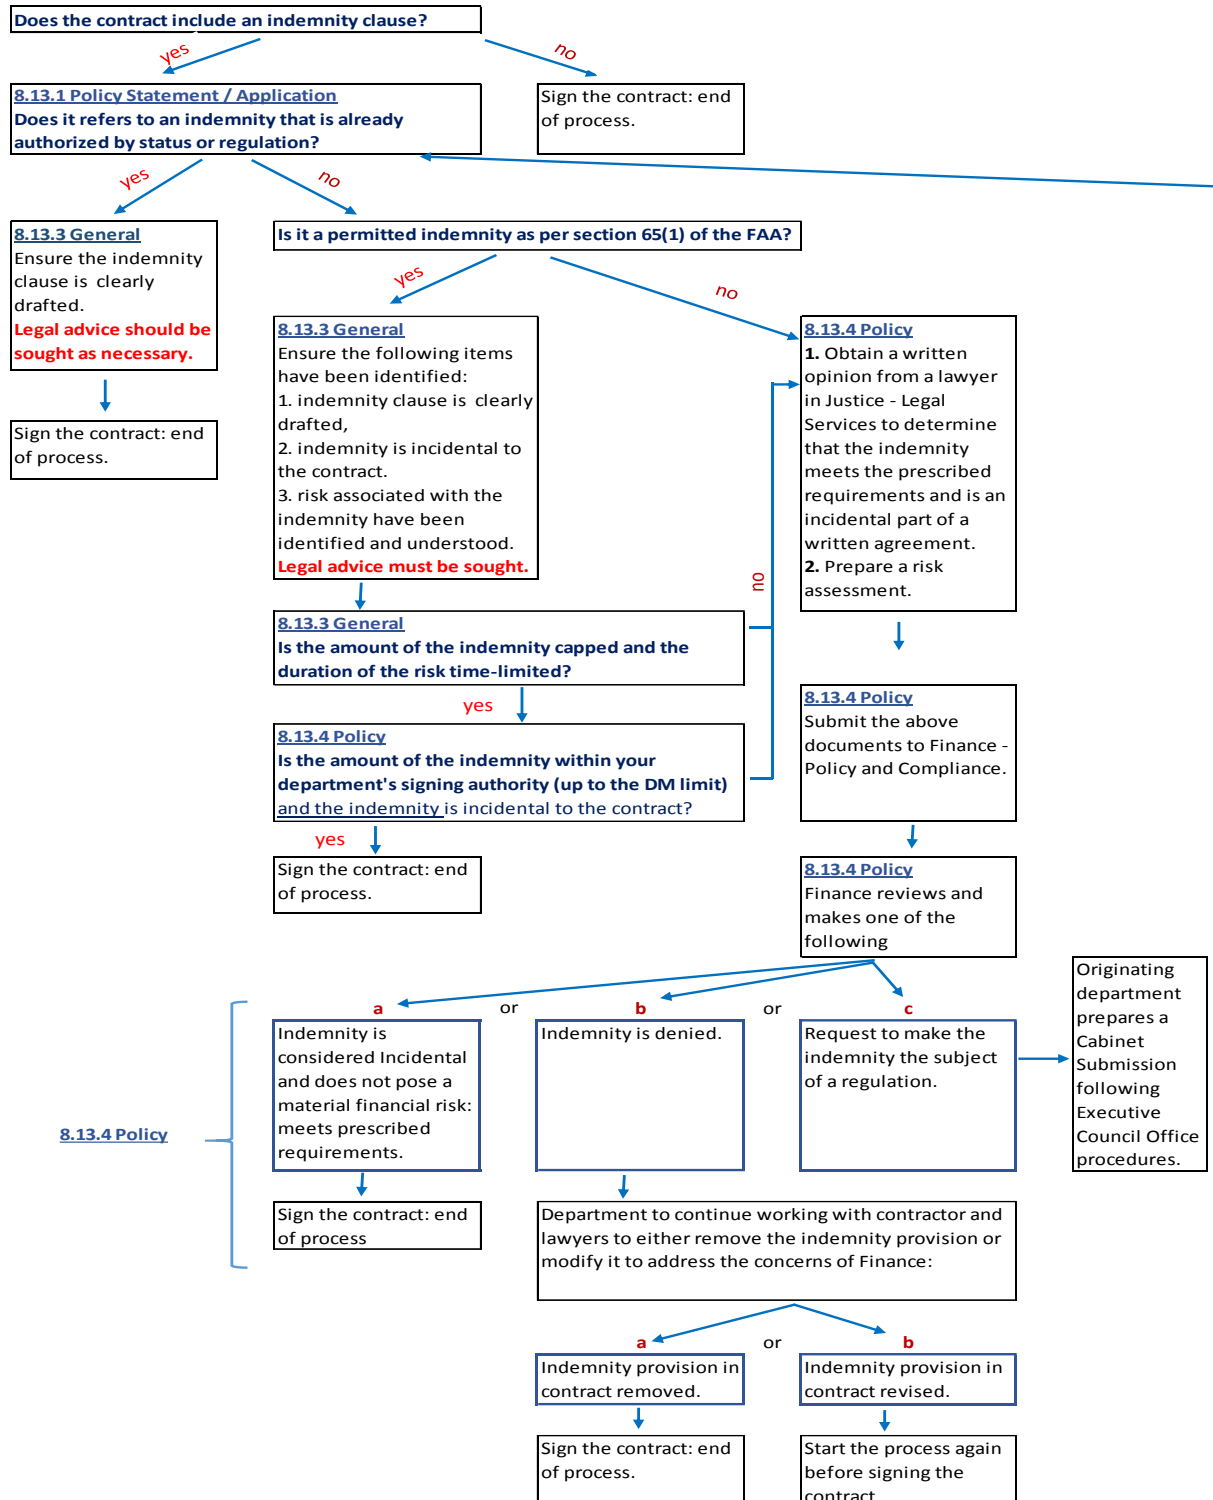 Does the contract include an indemnity clause?
yes
no
8.13.1 Policy Statement / Application
Does it refers to an indemnity that is already
authorized by status or regulation?
Sign the contract: end
of process.
yes
no
8.13.3 General
Ensure the indemnity
clause is clearly
drafted.
Legal advice should be
sought as necessary.
Sign the contract: end
of process.
Is it a permitted indemnity as per section 65(1) of the FAA?
yes
no
8.13.3 General
Ensure the following items
have been identified:
1. indemnity clause is clearly
drafted,
2. indemnity is incidental to
the contract.
3. risk associated with the
indemnity have been
identified and understood.
Legal advice must be sought.
8.13.4 Policy
1. Obtain a written
opinion from a lawyer
in Justice - Legal
Services to determine
that the indemnity
meets the prescribed
requirements and is an
incidental part of a
written agreement.
2. Prepare a risk
assessment.
no
8.13.3 General
Is the amount of the indemnity capped and the
duration of the risk time-limited?
yes
8.13.4 Policy
Is the amount of the indemnity within your
department's signing authority (up to the DM limit)
and the indemnity is incidental to the contract?
yes
Sign the contract: end
of process.
8.13.4 Policy
Submit the above
documents to Finance -
Policy and Compliance.
8.13.4 Policy
Finance reviews and
makes one of the
following
8.13.4 Policy
a
or
b
or
c
Indemnity is
considered Incidental
and does not pose a
material financial risk:
meets prescribed
requirements.
Indemnity is denied.
Request to make the
indemnity the subject
of a regulation.
Originating
department
prepares a
Cabinet
Submission
following
Executive
Council Office
procedures.
Sign the contract: end
of process
Department to continue working with contractor and
lawyers to either remove the indemnity provision or
modify it to address the concerns of Finance:
a
or
b
Indemnity provision in
contract removed.
Indemnity provision in
contract revised.
Sign the contract: end
of process.
Start the process again
before signing the
contract